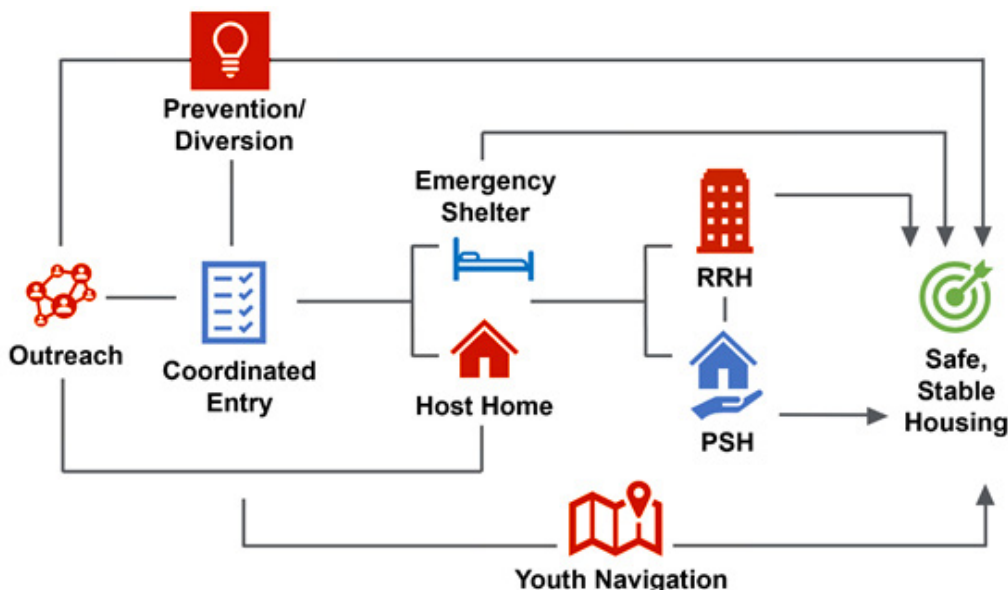 Prevention/
Diversion
Emergency
Shelter
RRH
Outreach
Coordinated
Entry
Host Home
PSH
Safe,
Stable
Housing
Youth Navigation